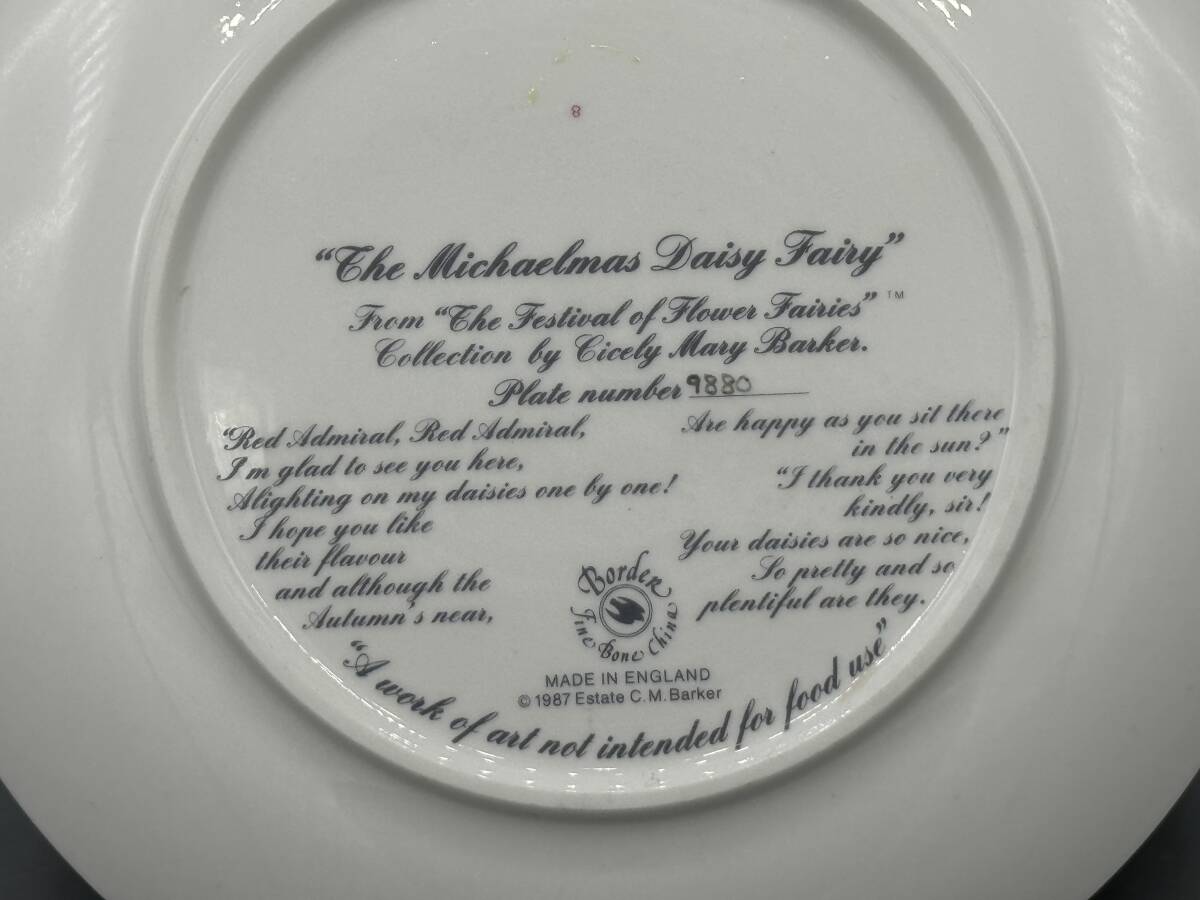 8
“The Michaelmas Daisy Fairy”
From “The Festival of Flower Fairies” ™
Collection by Cicely Mary Barker.
Plate number 9880
“Red Admiral, Red Admiral,
I'm glad to see you here,
Alighting on my daisies one by one!
I hope you like
their flavour
and although the
Autumn's near,
Are happy as you sit there
in the sun?”
“I thank you very
kindly, sir!
Your daisies are so nice,
So pretty and so
plentiful are they.
Border
Fine Bone China
MADE IN ENGLAND
© 1987 Estate C. M. Barker
“A work of art not intended for food use”